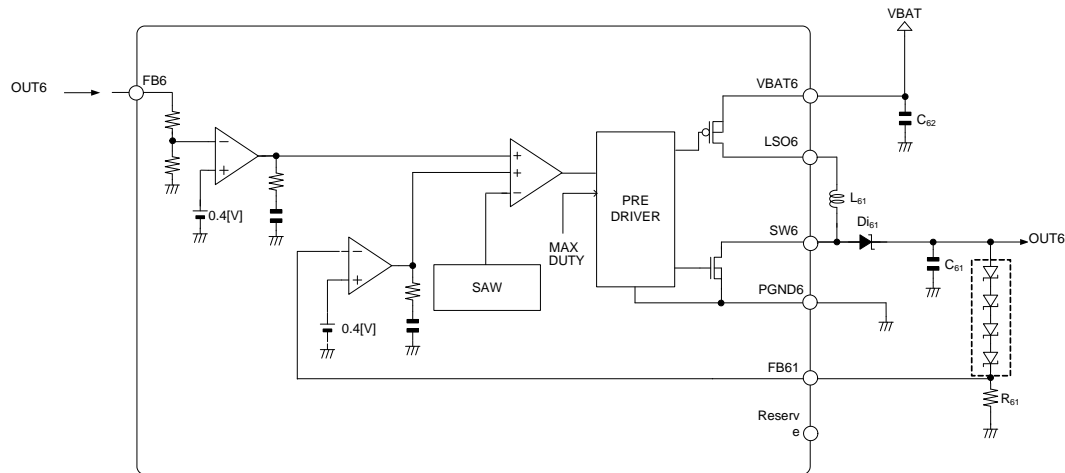 VBAT
OUT6
FB6
VBAT6
C62
LSO6
L61
0.4[V]
PRE
DRIVER
MAX
DUTY
SW6
Di61
OUT6
C61
SAW
PGND6
0.4[V]
FB61
R61
Reserv
e